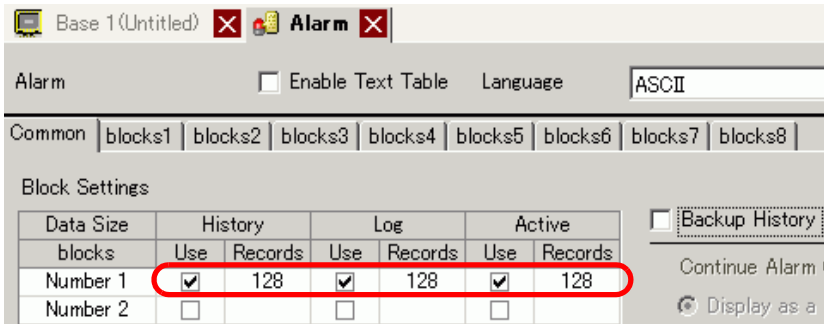 Base 1(Untitled) Alarm
Alarm Enable Text Table Language ASCII
Common blocks1 blocks2 blocks3 blocks4 blocks5 blocks6 blocks7 blocks8
Block Settings
Data Size History Log Active Backup History
blocks Use Records Use Records Use Records
Continue Alarm
Number 1 128 128 128
Number 2 Display as a